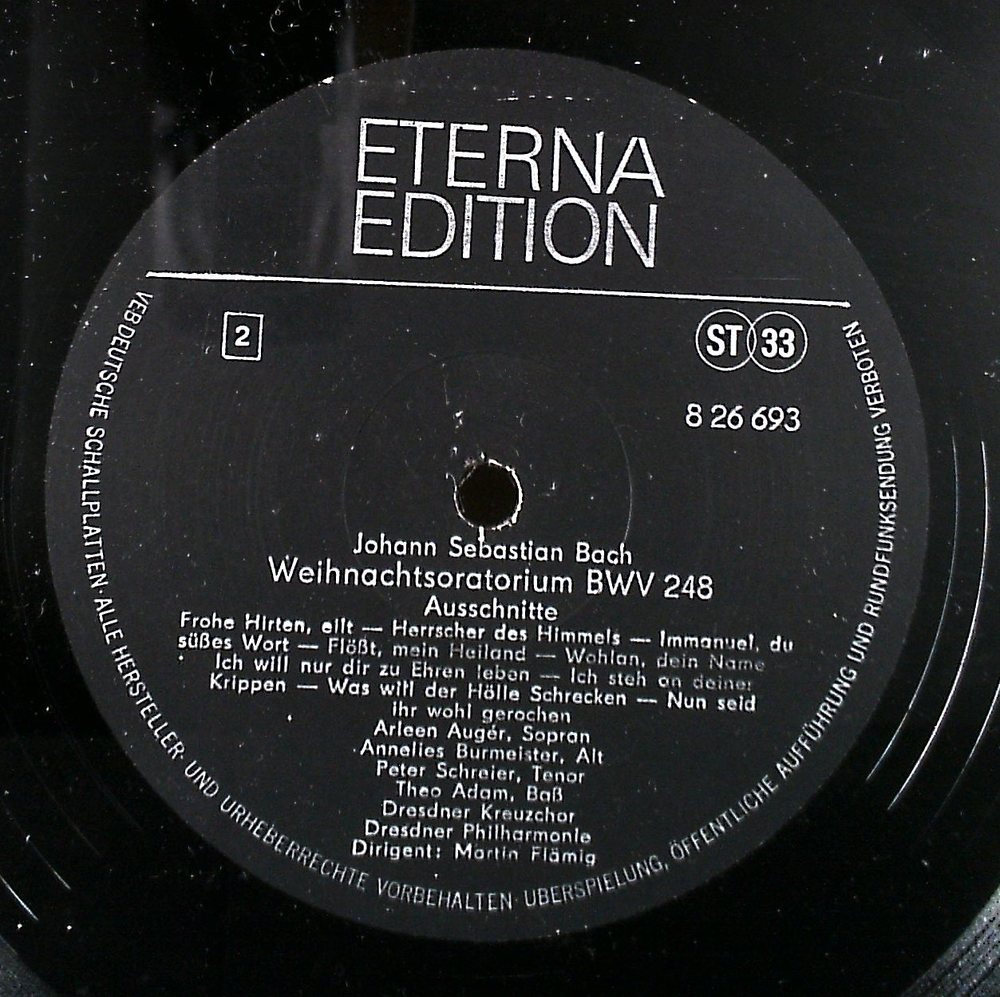 ETERNA
EDITION
2
ST 33
8 26 693
Johann Sebastian Bach
Weihnachtsoratorium BWV 248
Ausschnitte
Frohe Hirten, eilt — Herrscher des Himmels — Immanuel, du
süßes Wort — Flößt, mein Heiland — Wohlan, dein Name
Ich will nur dir zu Ehren leben — Ich steh an deiner
Krippen — Was will der Hölle Schrecken — Nun seid
ihr wohl gerochen
Arleen Augér, Sopran
Annelies Burmeister, Alt
Peter Schreier, Tenor
Theo Adam, Baß
Dresdner Kreuzchor
Dresdner Philharmonie
Dirigent: Martin Flämig
VEB DEUTSCHE SCHALLPLATTEN · ALLE HERSTELLER- UND URHEBERRECHTE VORBEHALTEN · ÜBERSPIELUNG, ÖFFENTLICHE AUFFÜHRUNG UND RUNDFUNKSENDUNG VERBOTEN